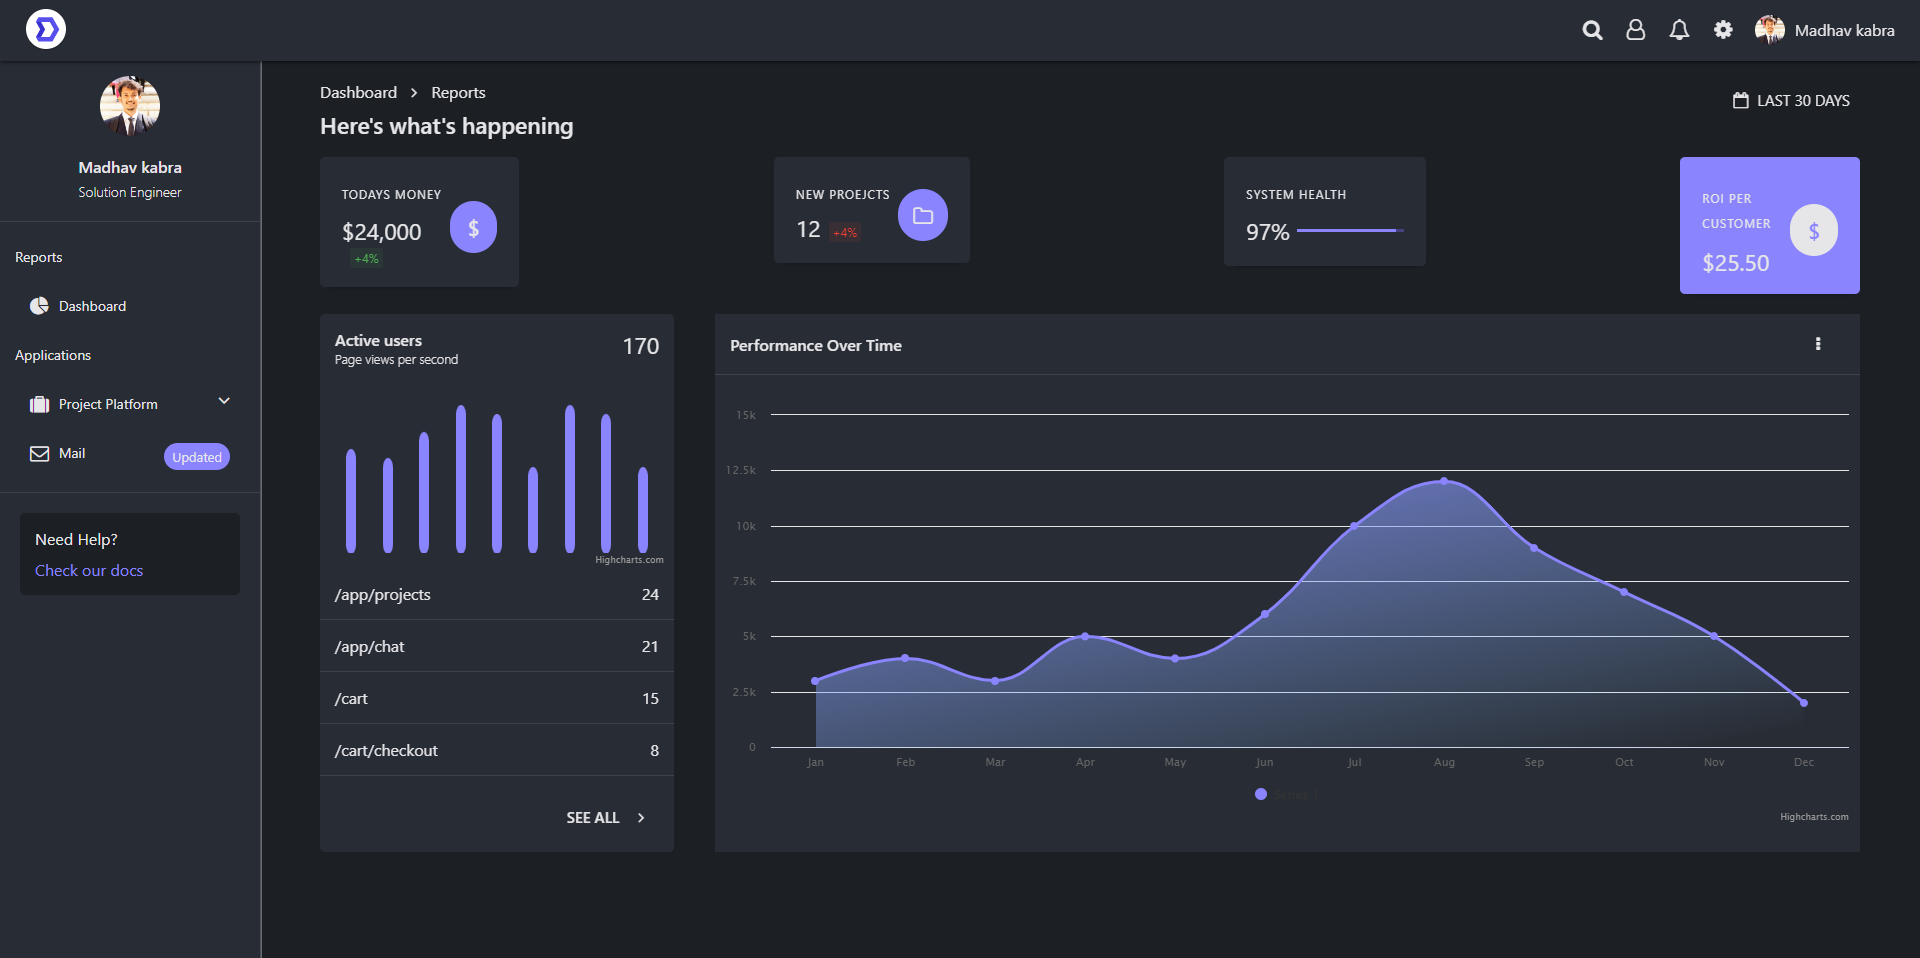 Madhav kabra
Madhav kabra
Solution Engineer
Reports
Dashboard
Applications
Project Platform
Mail
Updated
Need Help?
Check our docs
Dashboard > Reports
Here's what's happening
LAST 30 DAYS
TODAYS MONEY
$24,000
+4%
$
NEW PROEJCTS
12 +4%
SYSTEM HEALTH
97%
ROI PER
CUSTOMER
$25.50
$
Active users
Page views per second
170
Highcharts.com
/app/projects 24
/app/chat 21
/cart 15
/cart/checkout 8
SEE ALL
Performance Over Time
15k
12.5k
10k
7.5k
5k
2.5k
0
Jan Feb Mar Apr May Jun Jul Aug Sep Oct Nov Dec
Series 1
Highcharts.com